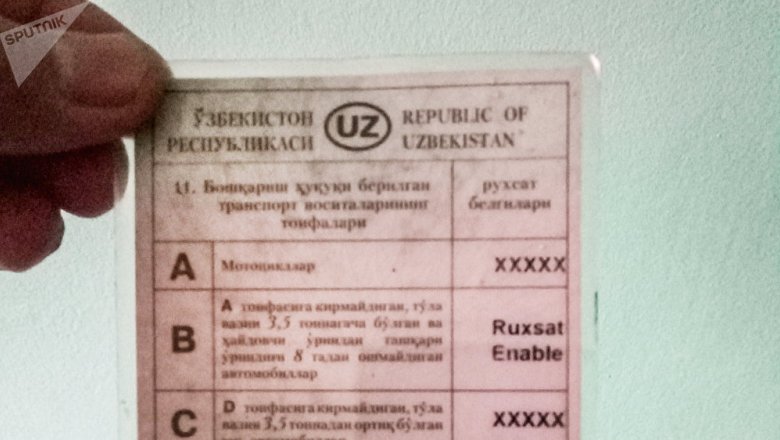 SPUTNIK
ЎЗБЕКИСТОН
РЕСПУБЛИКАСИ
UZ
REPUBLIC OF
UZBEKISTAN
11. Бошқариш ҳуқуқи берилган
транспорт воситаларининг
тоифалари
рухсат
белгилари
A
Мотоцикллар
XXXXX
B
А тоифасига кирмайдиган, тўла
вазни 3,5 тоннагача бўлган ва
ҳайдовчи ўриндан ташқари
ўриндиғи 8 тадан ошмайдиган
автомобиллар
Ruxsat
Enable
C
D тоифасига кирмайдиган, тўла
вазни 3,5 тоннадан ортиқ бўлган
XXXXX